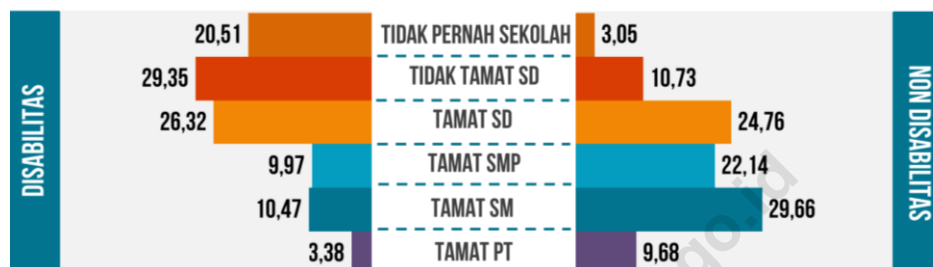 DISABILITAS
20,51 TIDAK PERNAH SEKOLAH 3,05
29,35 TIDAK TAMAT SD 10,73
26,32 TAMAT SD 24,76
9,97 TAMAT SMP 22,14
10,47 TAMAT SM 29,66
3,38 TAMAT PT 9,68
NON DISABILITAS
go.id